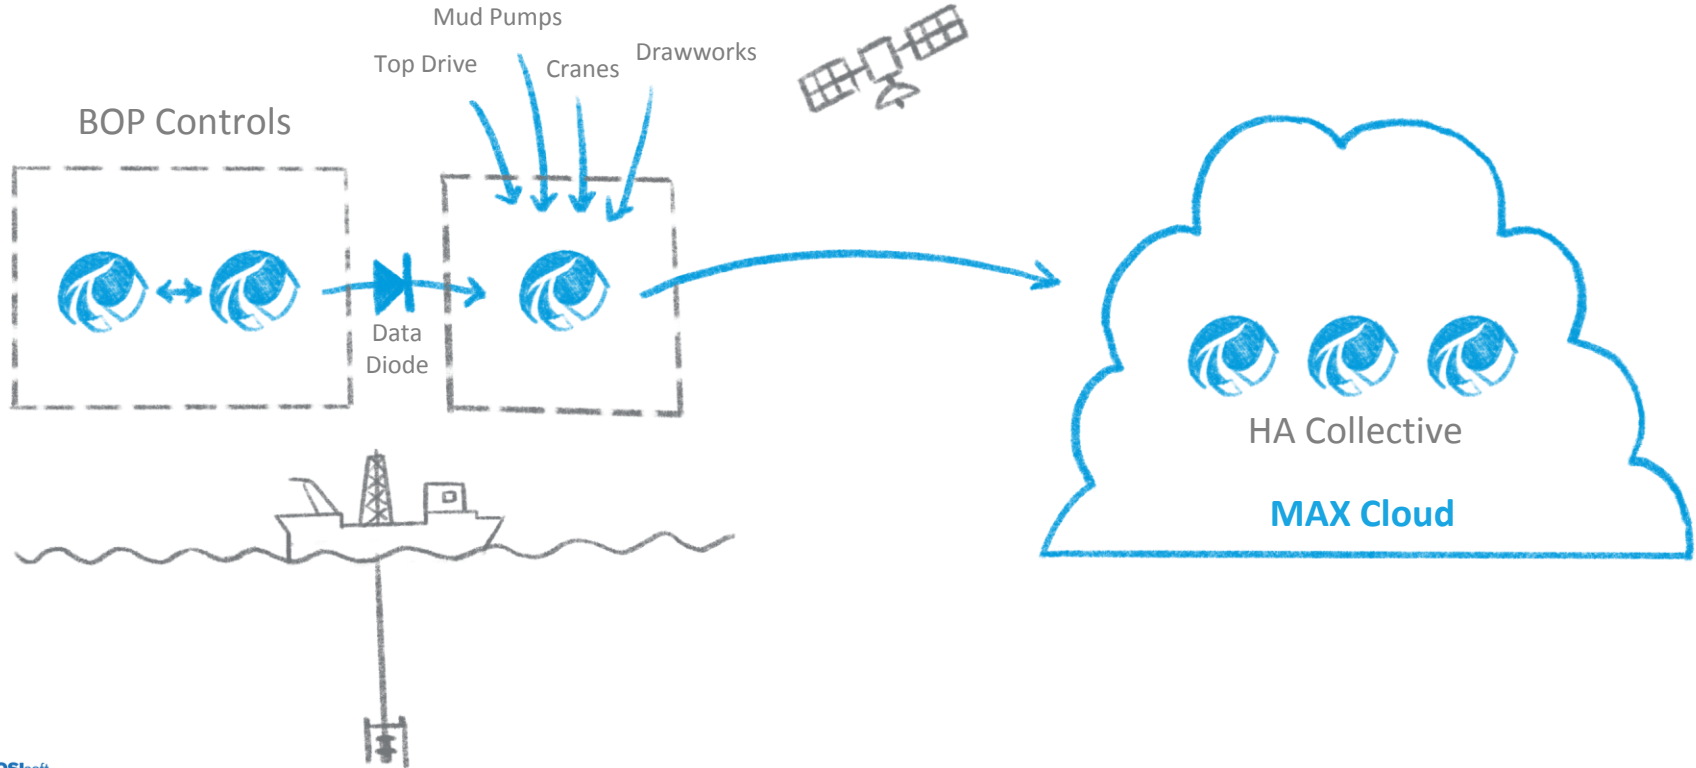 Mud Pumps
Top Drive
Cranes
Drawworks
BOP Controls
Data
Diode
HA Collective
MAX Cloud